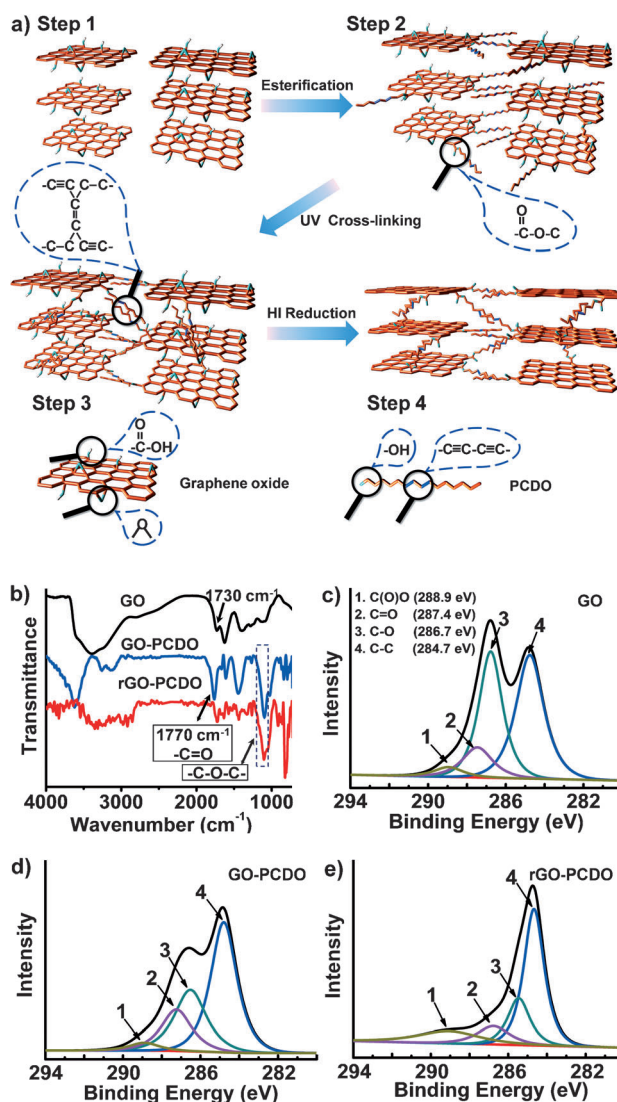 a) Step 1
Step 2
Esterification
-C≡C C-C-
C
‖
C
-C-C C≡C-
UV Cross-linking
O
‖
-C-O-C
HI Reduction
Step 3
Step 4
O
‖
-C-OH
Graphene oxide
-OH
-C≡C-C≡C-
PCDO
b)
GO
1730 cm⁻¹
GO-PCDO
rGO-PCDO
1770 cm⁻¹
-C=O
-C-O-C-
Transmittance
4000 3000 2000 1000
Wavenumber (cm⁻¹)
c)
1. C(O)O (288.9 eV)
2. C=O (287.4 eV)
3. C-O (286.7 eV)
4. C-C (284.7 eV)
GO
1 2 3 4
Intensity
294 290 286 282
Binding Energy (eV)
d)
GO-PCDO
1 2 3 4
Intensity
294 290 286 282
Binding Energy (eV)
e)
rGO-PCDO
1 2 3 4
Intensity
294 290 286 282
Binding Energy (eV)